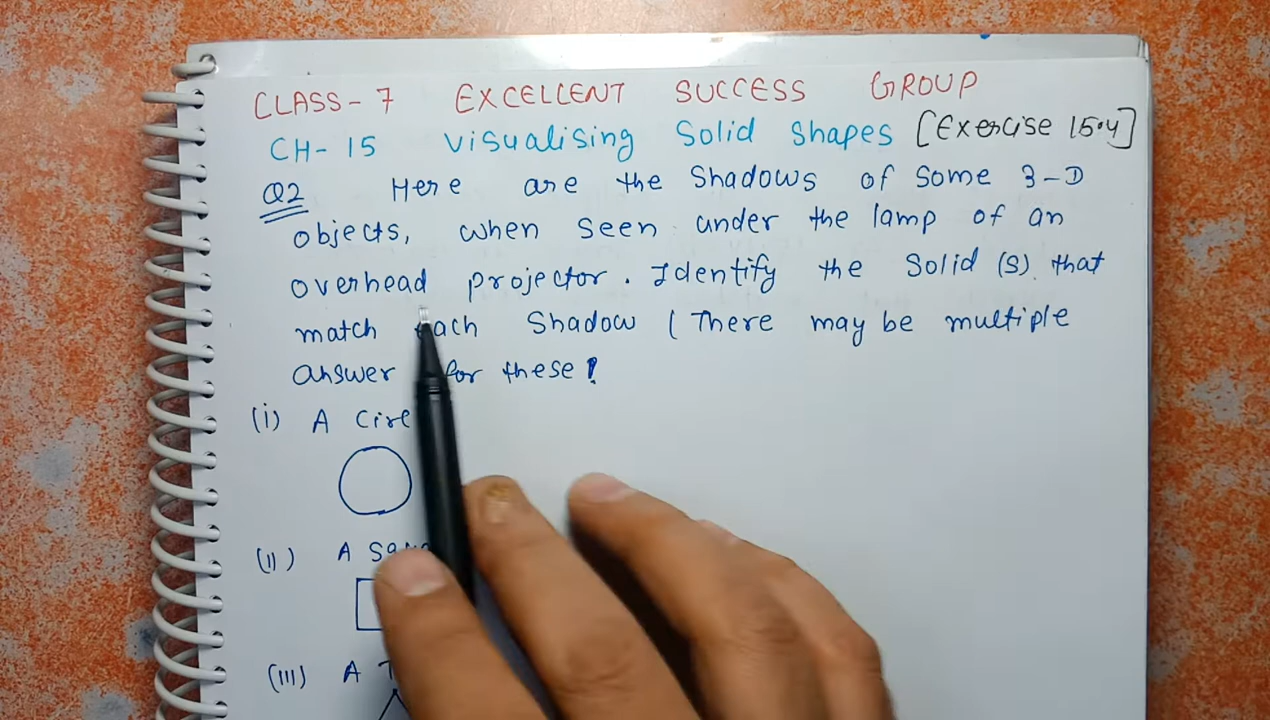 CLASS-7 EXCELLENT SUCCESS GROUP
CH-15 Visualising Solid Shapes [Exercise 15.4]
Q2 Here are the Shadows of Some 3-D
objects, when seen under the lamp of an
overhead projector. Identify the Solid (s) that
match each Shadow ( There may be multiple
answer for these!
(i) A
(ii) A
(iii) A